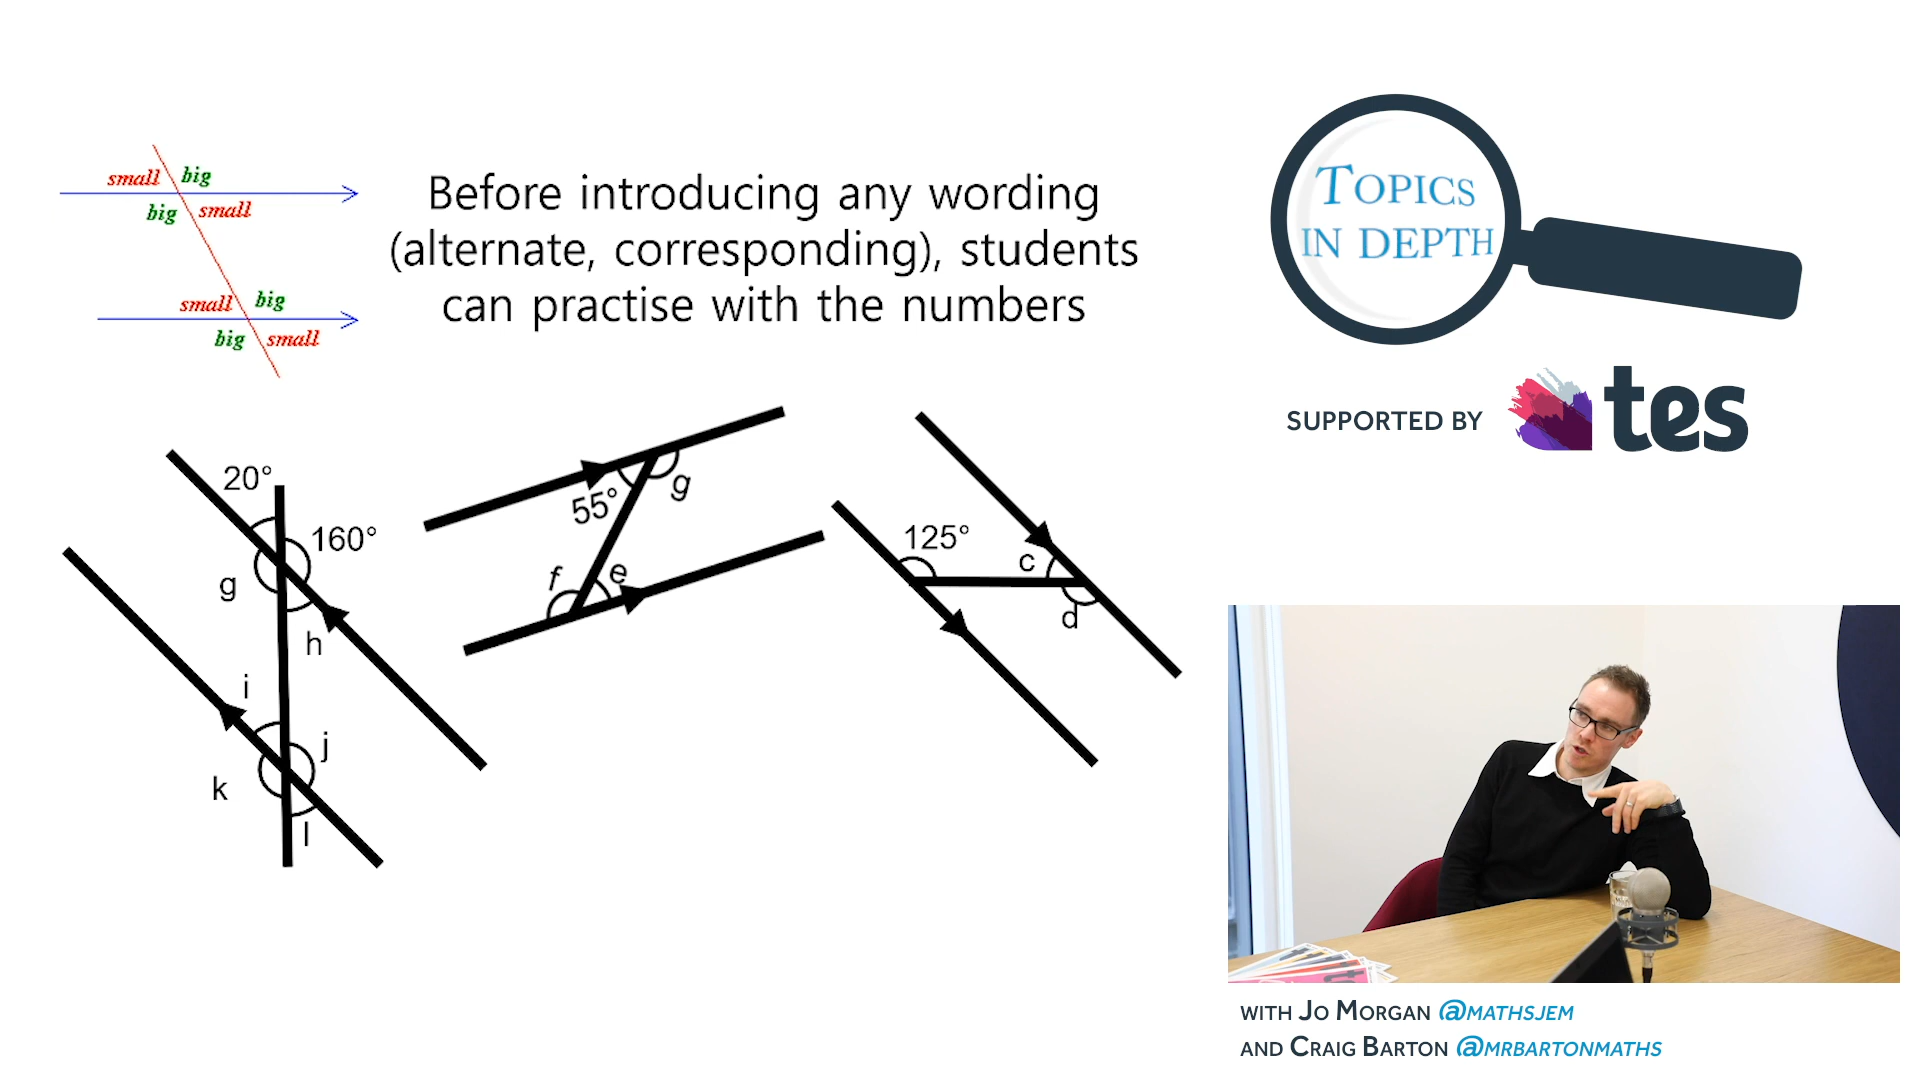 small big
big small
small big
big small
Before introducing any wording
(alternate, corresponding), students
can practise with the numbers
20°
160°
g
h
i
j
k
l
55°
g
f
e
125°
c
d
TOPICS
IN DEPTH
SUPPORTED BY
tes
WITH JO MORGAN @MATHSJEM
AND CRAIG BARTON @MRBARTONMATHS